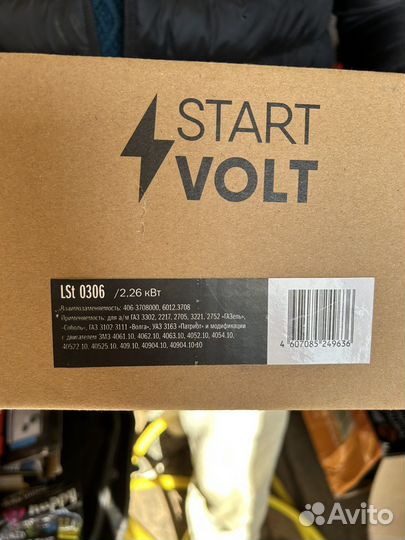 START
VOLT
LSt 0306 /2,26 кВт
Взаимозаменяемость: 406-3708000, 6012.3708
Применяемость: для а/м ГАЗ 3302, 2217, 2705, 3221, 2752 «ГАЗель»,
«Соболь», ГАЗ 3102 3111 «Волга», УАЗ 3163 «Патриот» и модификации
с двигателем ЗМЗ 4061.10, 4062.10, 4063.10, 4052.10, 4054.10,
40522.10, 40525.10, 409.10, 40904.10, 40904.10-10
4 607085 249636
Avito